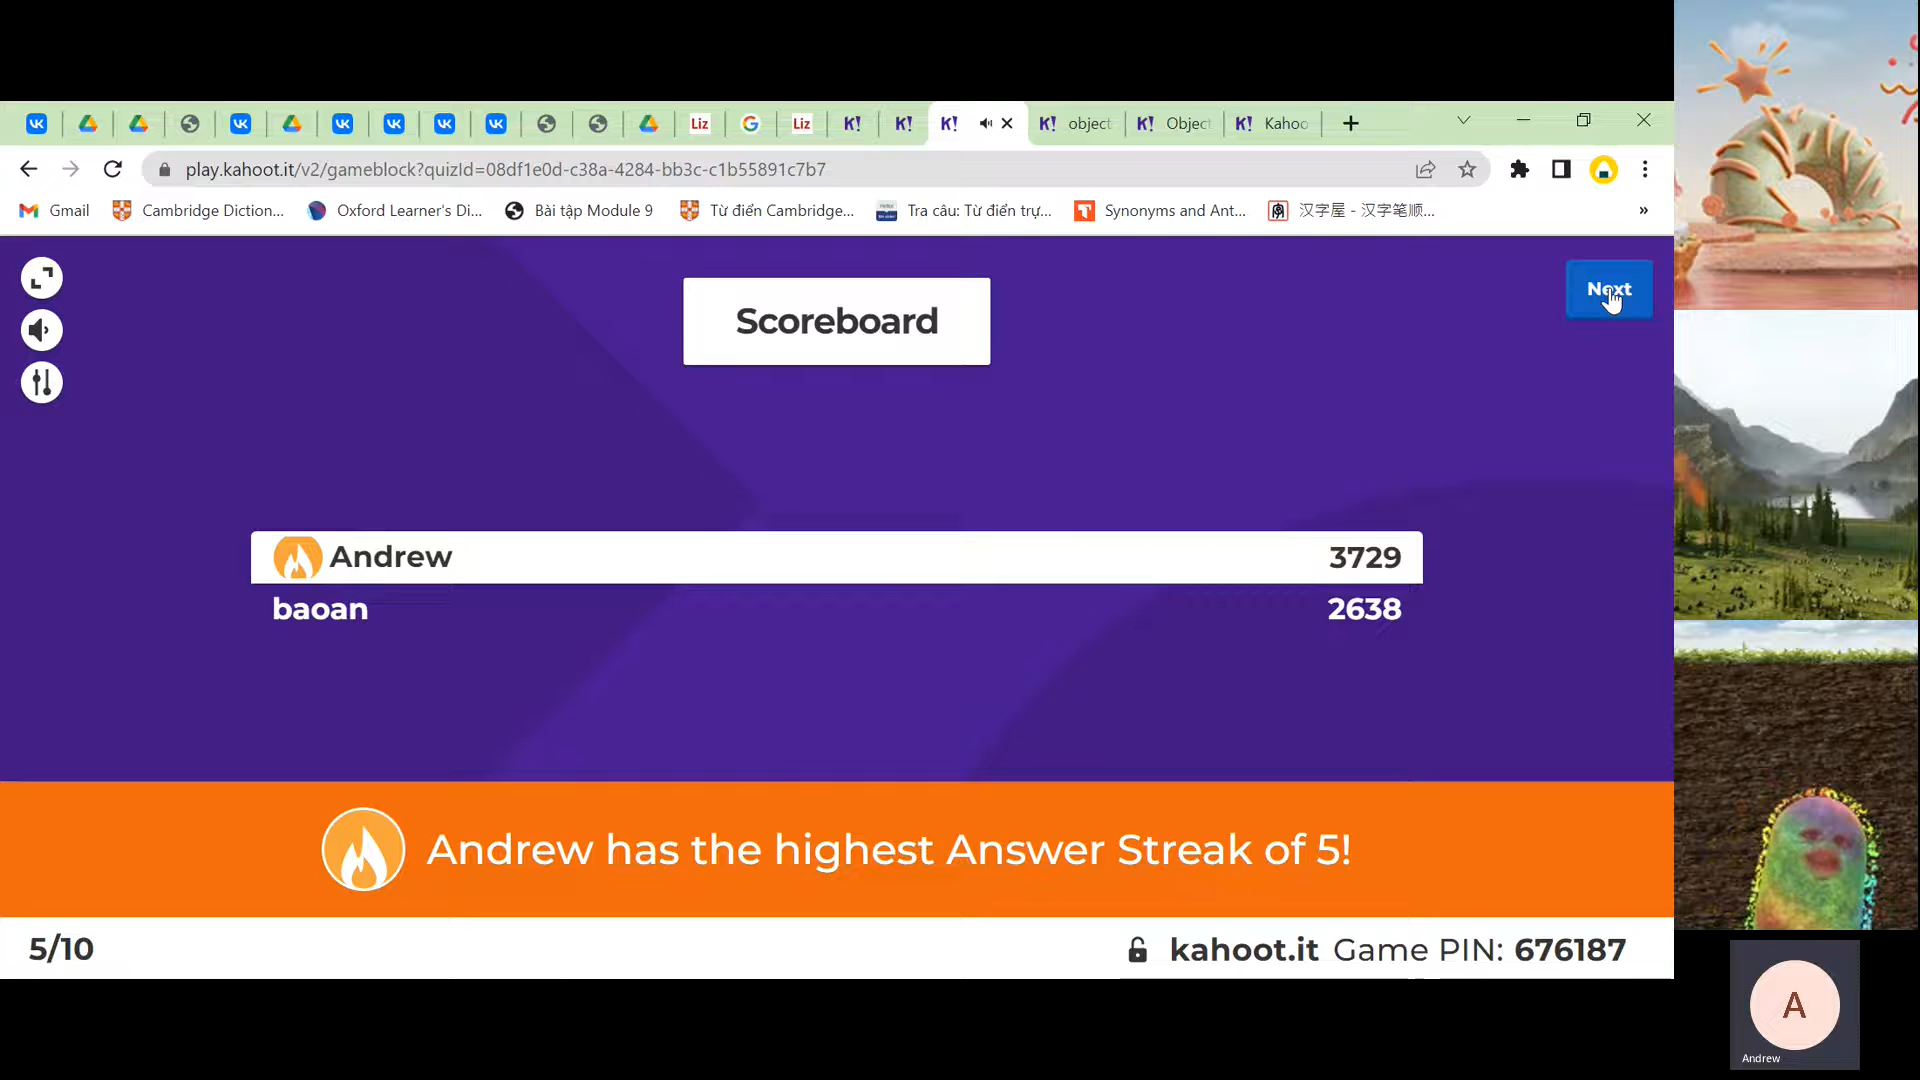 Liz
Liz
K!
K!
K!
K! object
K! Object
K! Kahoo
play.kahoot.it/v2/gameblock?quizId=08df1e0d-c38a-4284-bb3c-c1b55891c7b7
Gmail
Cambridge Diction...
Oxford Learner's Di...
Bài tập Module 9
Từ điển Cambridge...
Tra câu: Từ điển trự...
Synonyms and Ant...
汉字屋 - 汉字笔顺...
»
Scoreboard
Next
Andrew 3729
baoan 2638
Andrew has the highest Answer Streak of 5!
5/10
kahoot.it Game PIN: 676187
A
Andrew